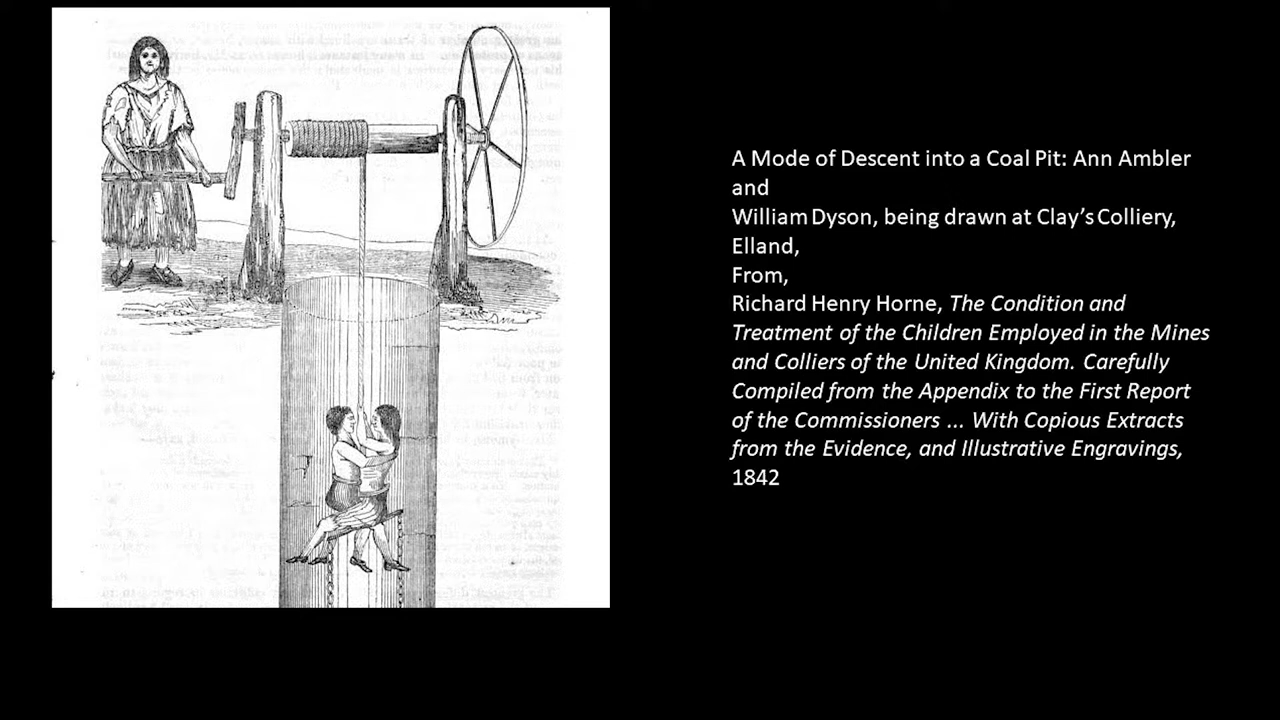 A Mode of Descent into a Coal Pit: Ann Ambler
and
William Dyson, being drawn at Clay’s Colliery,
Elland,
From,
Richard Henry Horne, The Condition and
Treatment of the Children Employed in the Mines
and Colliers of the United Kingdom. Carefully
Compiled from the Appendix to the First Report
of the Commissioners ... With Copious Extracts
from the Evidence, and Illustrative Engravings,
1842